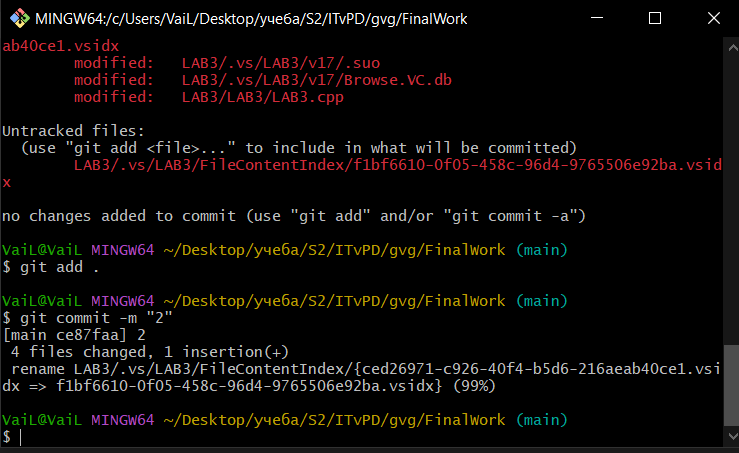 MINGW64:/c/Users/VaiL/Desktop/учеба/S2/ITvPD/gvg/FinalWork
ab40ce1.vsidx
        modified:   LAB3/.vs/LAB3/v17/.suo
        modified:   LAB3/.vs/LAB3/v17/Browse.VC.db
        modified:   LAB3/LAB3/LAB3.cpp
Untracked files:
  (use "git add <file>..." to include in what will be committed)
        LAB3/.vs/LAB3/FileContentIndex/f1bf6610-0f05-458c-96d4-9765506e92ba.vsid
x
no changes added to commit (use "git add" and/or "git commit -a")
VaiL@VaiL MINGW64 ~/Desktop/учеба/S2/ITvPD/gvg/FinalWork (main)
$ git add .
VaiL@VaiL MINGW64 ~/Desktop/учеба/S2/ITvPD/gvg/FinalWork (main)
$ git commit -m "2"
[main ce87faa] 2
 4 files changed, 1 insertion(+)
 rename LAB3/.vs/LAB3/FileContentIndex/{ced26971-c926-40f4-b5d6-216aeab40ce1.vsi
dx => f1bf6610-0f05-458c-96d4-9765506e92ba.vsidx} (99%)
VaiL@VaiL MINGW64 ~/Desktop/учеба/S2/ITvPD/gvg/FinalWork (main)
$